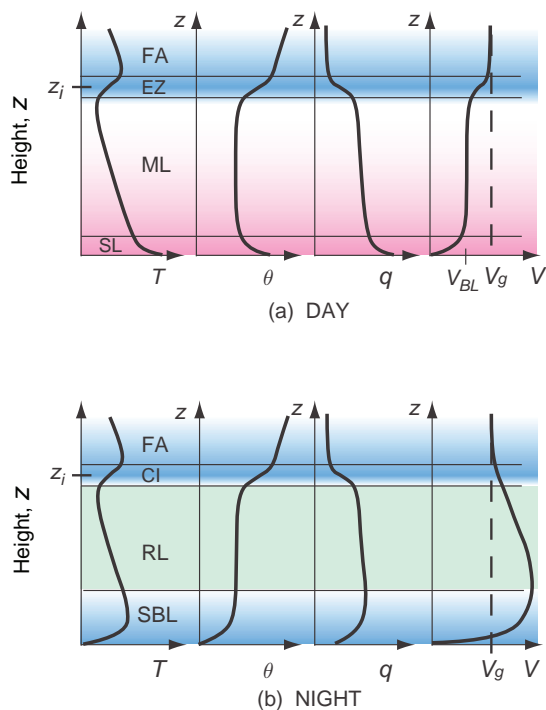 z z z
FA
z_i EZ
Height, z
ML
SL
T θ q V_BL V_g V
(a) DAY
z z z
FA
z_i CI
Height, z
RL
SBL
T θ q V_g V
(b) NIGHT